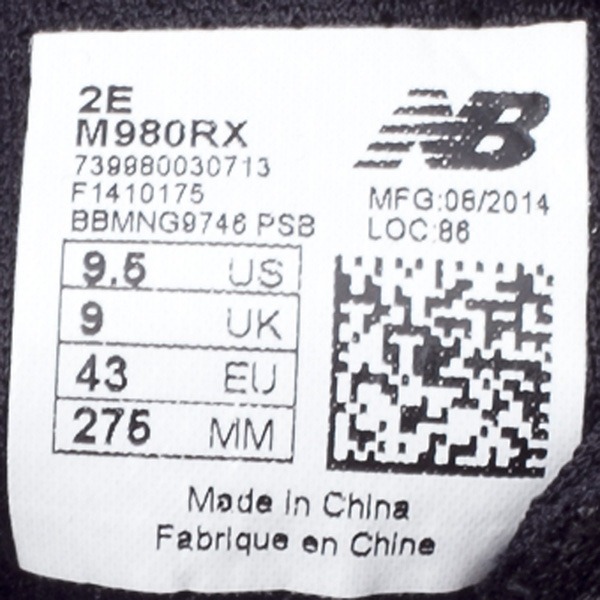 2E
M980RX
739980030713
F1410175
BBMNG9746 PSB
NB
MFG:06/2014
LOC:86
9.5 US
9 UK
43 EU
275 MM
Made in China
Fabrique en Chine